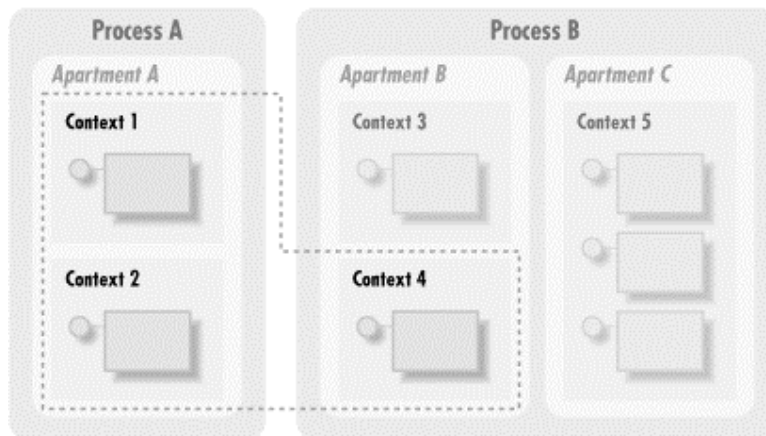 Process A
Process B
Apartment A
Apartment B
Apartment C
Context 1
Context 3
Context 5
Context 2
Context 4